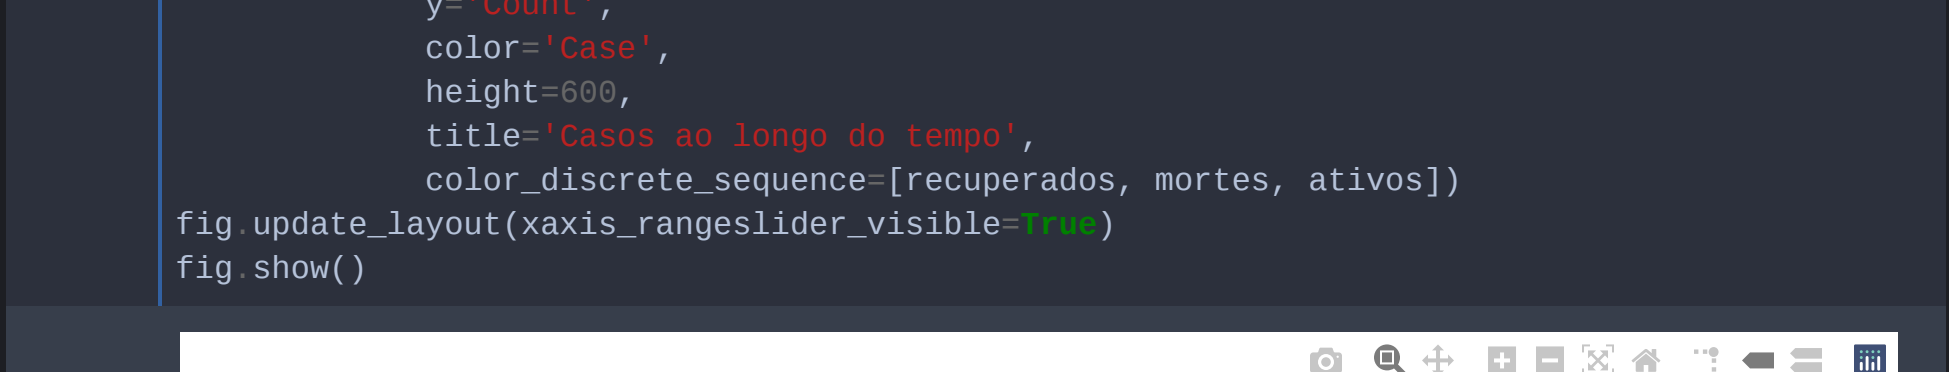 y='Count',
color='Case',
height=600,
title='Casos ao longo do tempo',
color_discrete_sequence=[recuperados, mortes, ativos])
fig.update_layout(xaxis_rangeslider_visible=True)
fig.show()